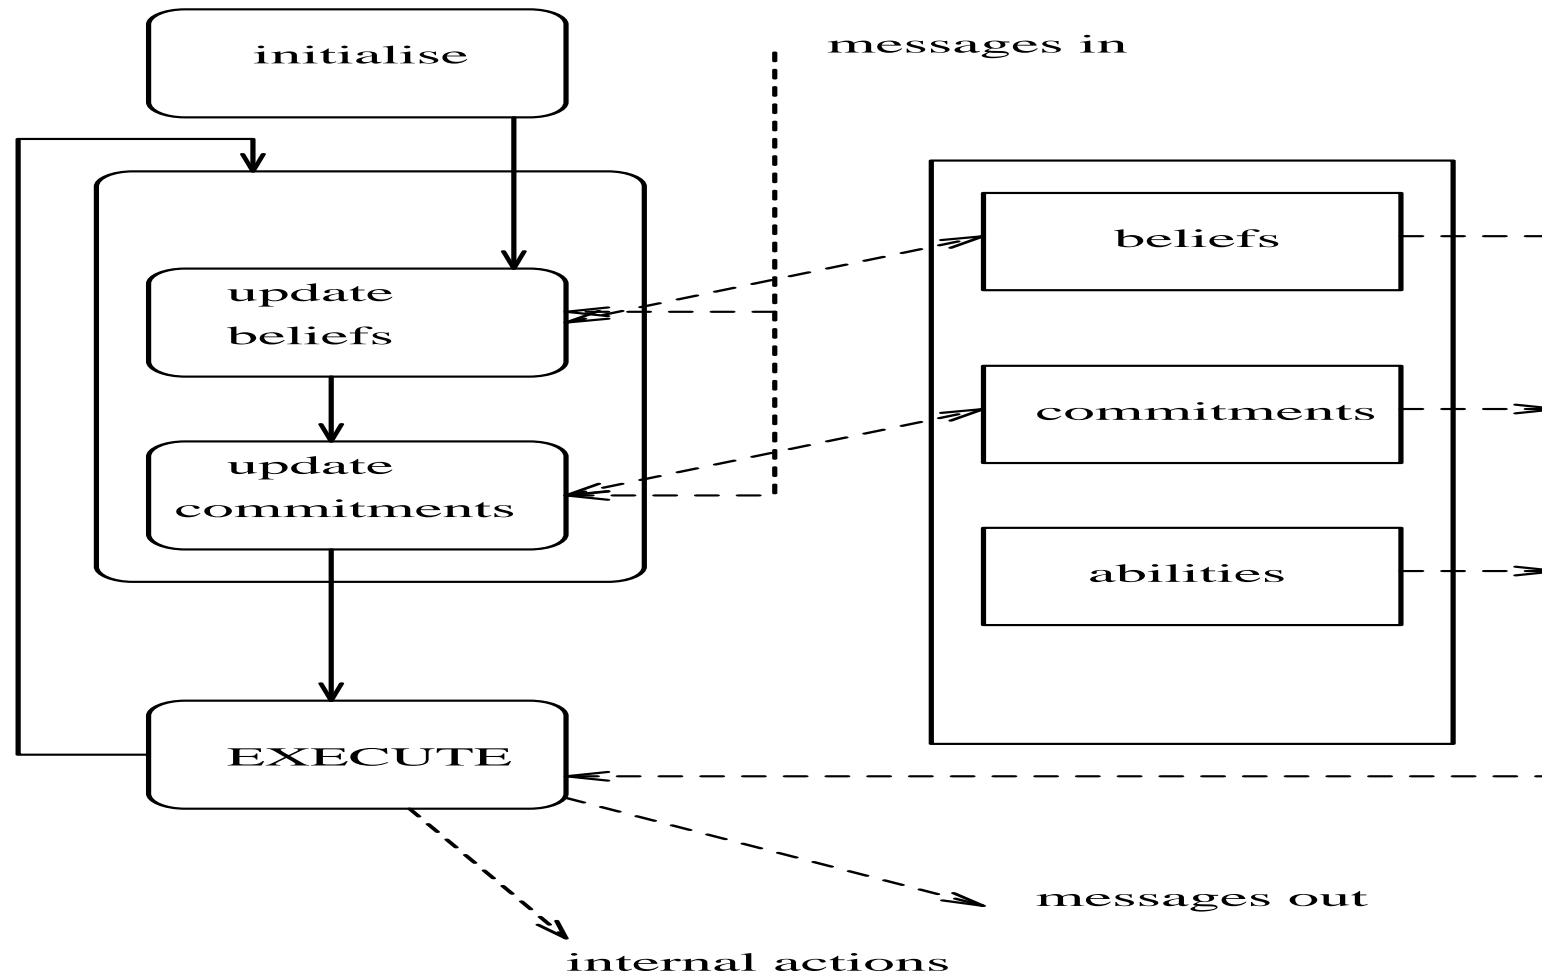 initialise
messages in
update
beliefs
beliefs
update
commitments
commitments
abilities
EXECUTE
messages out
internal actions